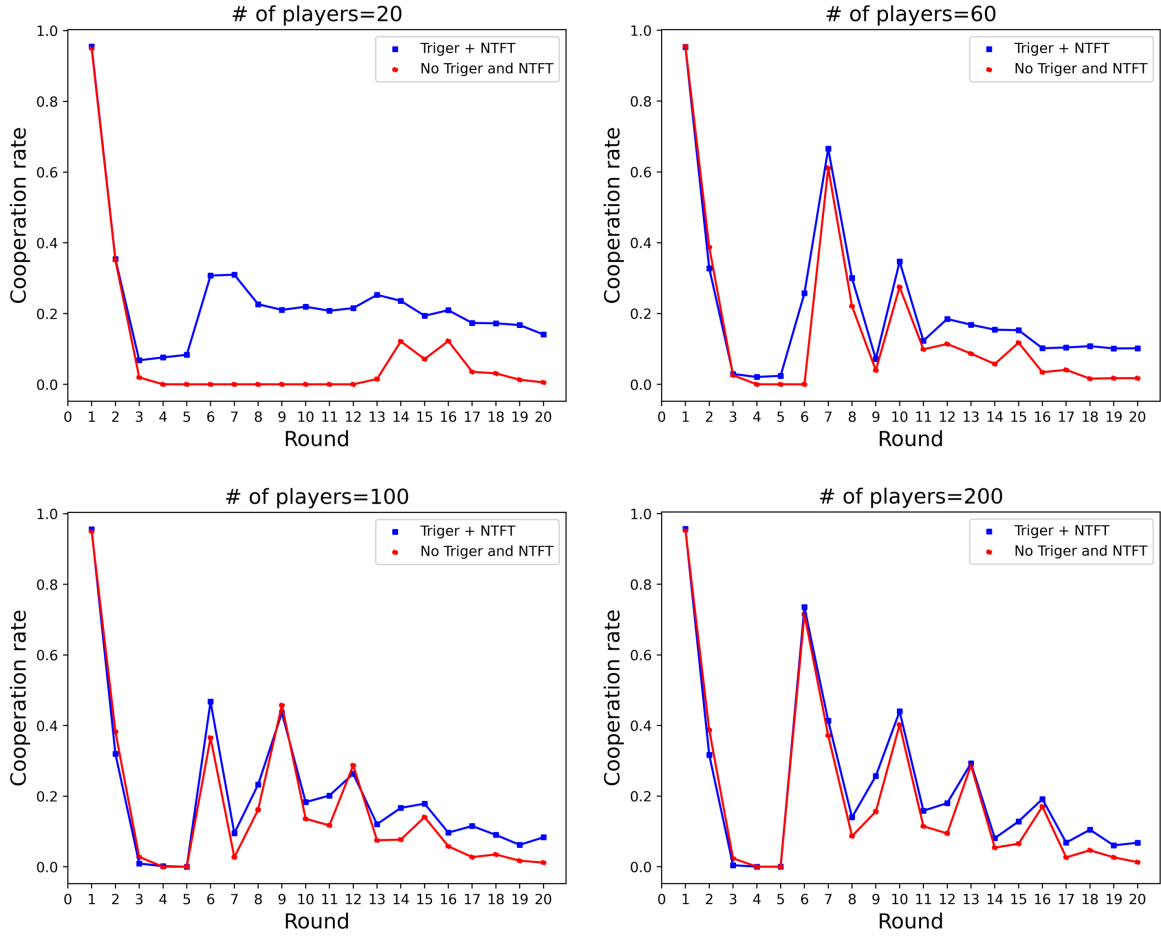 # of players=20
1.0
0.8
0.6
0.4
0.2
0.0
Cooperation rate
Triger + NTFT
No Triger and NTFT
0 1 2 3 4 5 6 7 8 9 10 11 12 13 14 15 16 17 18 19 20
Round
# of players=60
1.0
0.8
0.6
0.4
0.2
0.0
Cooperation rate
Triger + NTFT
No Triger and NTFT
0 1 2 3 4 5 6 7 8 9 10 11 12 13 14 15 16 17 18 19 20
Round
# of players=100
1.0
0.8
0.6
0.4
0.2
0.0
Cooperation rate
Triger + NTFT
No Triger and NTFT
0 1 2 3 4 5 6 7 8 9 10 11 12 13 14 15 16 17 18 19 20
Round
# of players=200
1.0
0.8
0.6
0.4
0.2
0.0
Cooperation rate
Triger + NTFT
No Triger and NTFT
0 1 2 3 4 5 6 7 8 9 10 11 12 13 14 15 16 17 18 19 20
Round